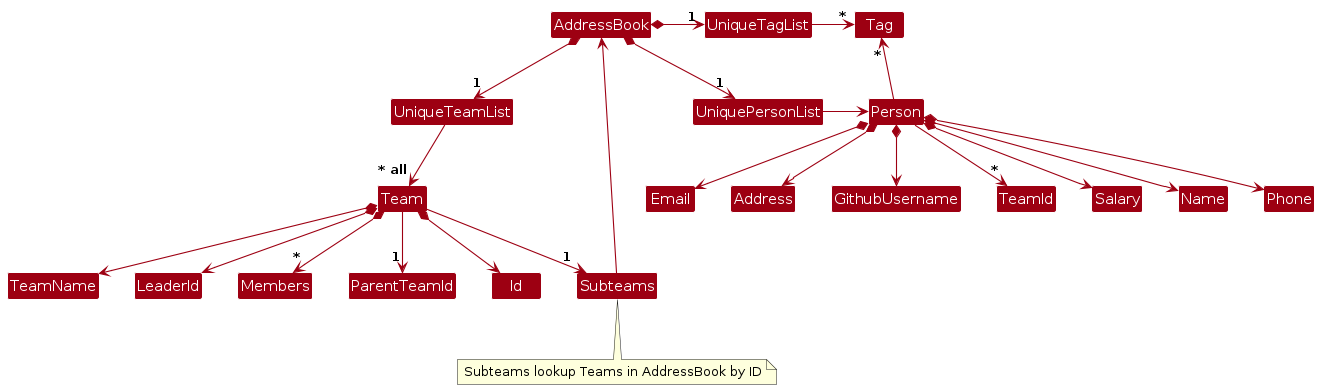 AddressBook
1
UniqueTagList
*
Tag
*
1
1
UniqueTeamList
UniquePersonList
Person
* all
*
Team
Email
Address
GithubUsername
TeamId
Salary
Name
Phone
*
1
1
TeamName
LeaderId
Members
ParentTeamId
Id
Subteams
Subteams lookup Teams in AddressBook by ID